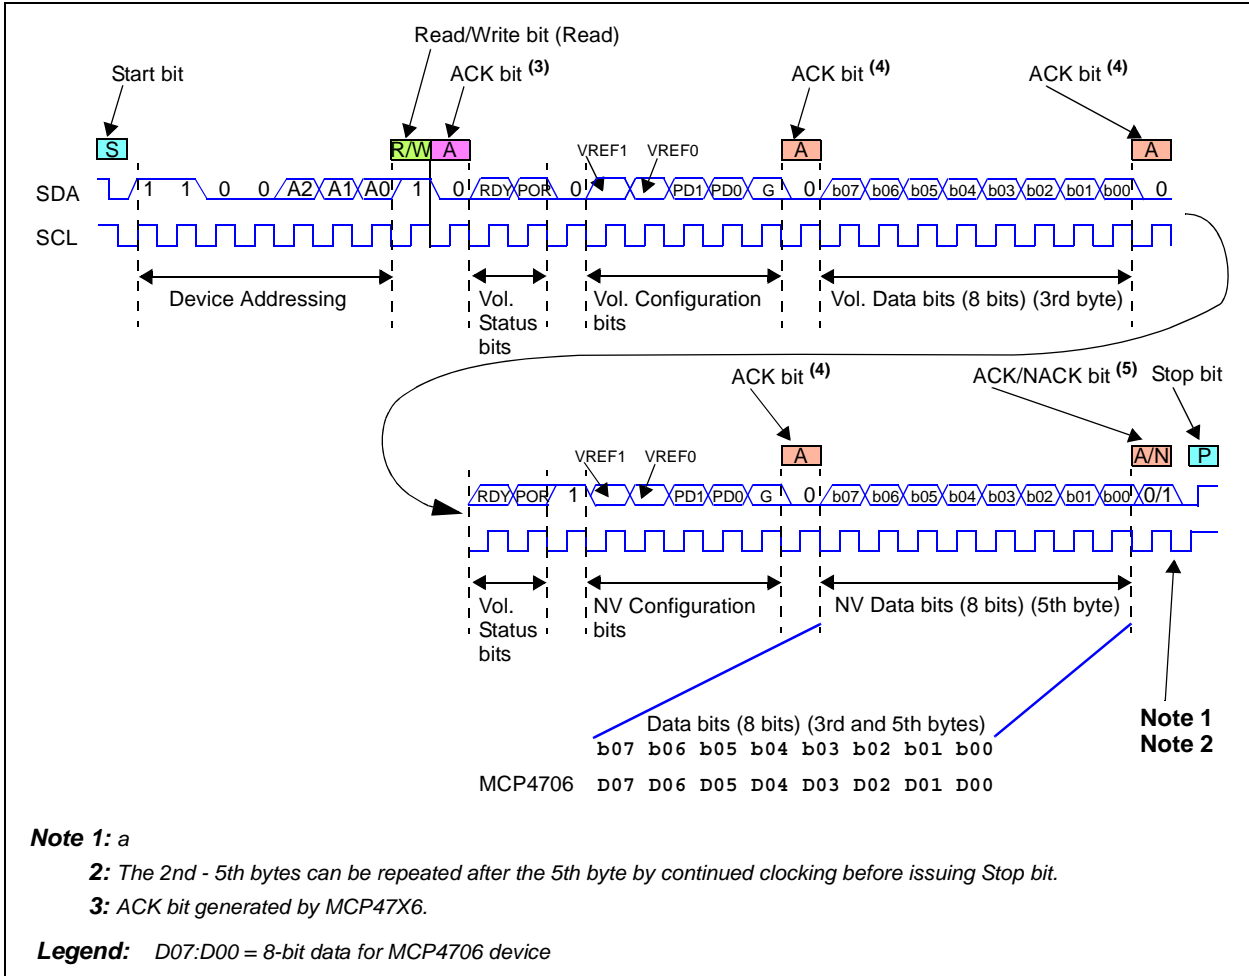 Read/Write bit (Read)
Start bit
ACK bit (3)
ACK bit (4)
ACK bit (4)
S
R/W
A
VREF1
VREF0
A
A
SDA
1 1 0 0 A2 A1 A0 1 0 RDY POR 0 PD1 PD0 G 0 b07 b06 b05 b04 b03 b02 b01 b00 0
SCL
Device Addressing
Vol.
Status
bits
Vol. Configuration
bits
Vol. Data bits (8 bits) (3rd byte)
ACK bit (4)
ACK/NACK bit (5)
Stop bit
VREF1
VREF0
A
A/N
P
RDY POR 1 PD1 PD0 G 0 b07 b06 b05 b04 b03 b02 b01 b00 0/1
Vol.
Status
bits
NV Configuration
bits
NV Data bits (8 bits) (5th byte)
Note 1
Note 2
Data bits (8 bits) (3rd and 5th bytes)
b07 b06 b05 b04 b03 b02 b01 b00
MCP4706 D07 D06 D05 D04 D03 D02 D01 D00
Note 1: a
2: The 2nd - 5th bytes can be repeated after the 5th byte by continued clocking before issuing Stop bit.
3: ACK bit generated by MCP47X6.
Legend: D07:D00 = 8-bit data for MCP4706 device